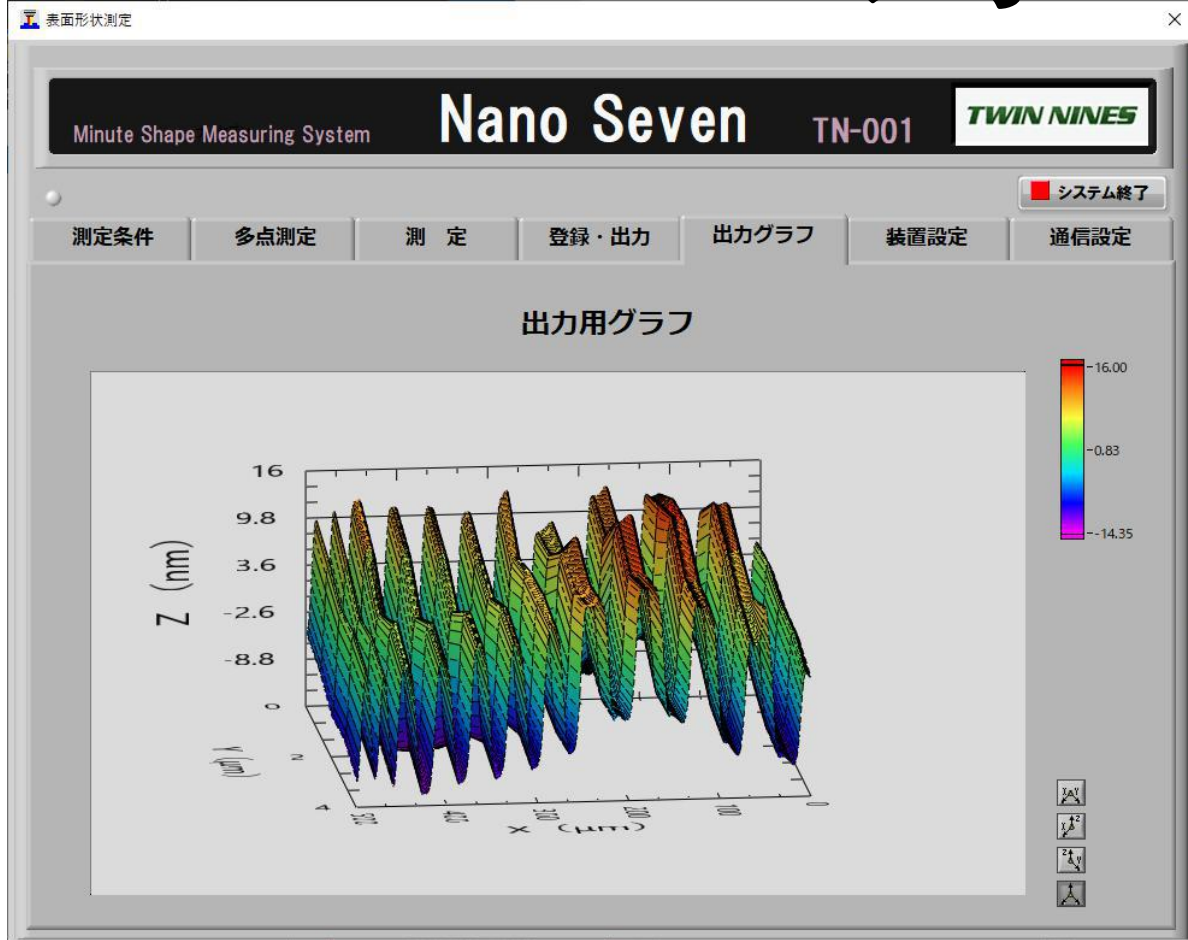 表面形状測定
Minute Shape Measuring System Nano Seven TN-001 TWIN NINES
システム終了
測定条件 多点測定 測 定 登録・出力 出力グラフ 装置設定 通信設定
出力用グラフ
16.00
0.83
-14.35
16
9.8
3.6
-2.6
-8.8
Z (nm)
0
2
4
Y (μm)
400
300
200
100
0
X (μm)
X Y
X Z
Z Y